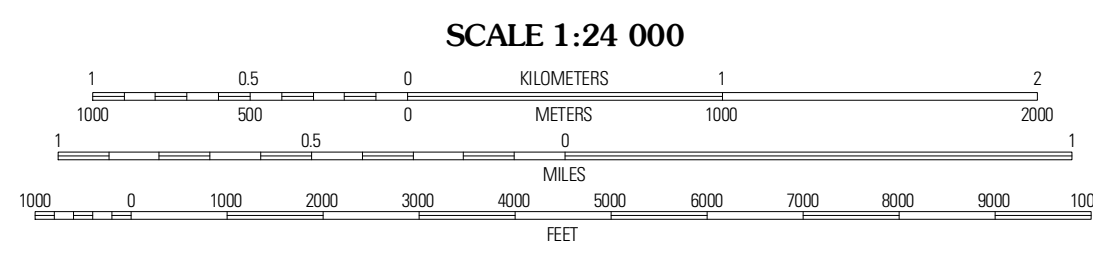 SCALE 1:24 000
1 0.5 0 KILOMETERS 1 2
1000 500 0 METERS 1000 2000
1 0.5 0 1
MILES
1000 0 1000 2000 3000 4000 5000 6000 7000 8000 9000 100
FEET